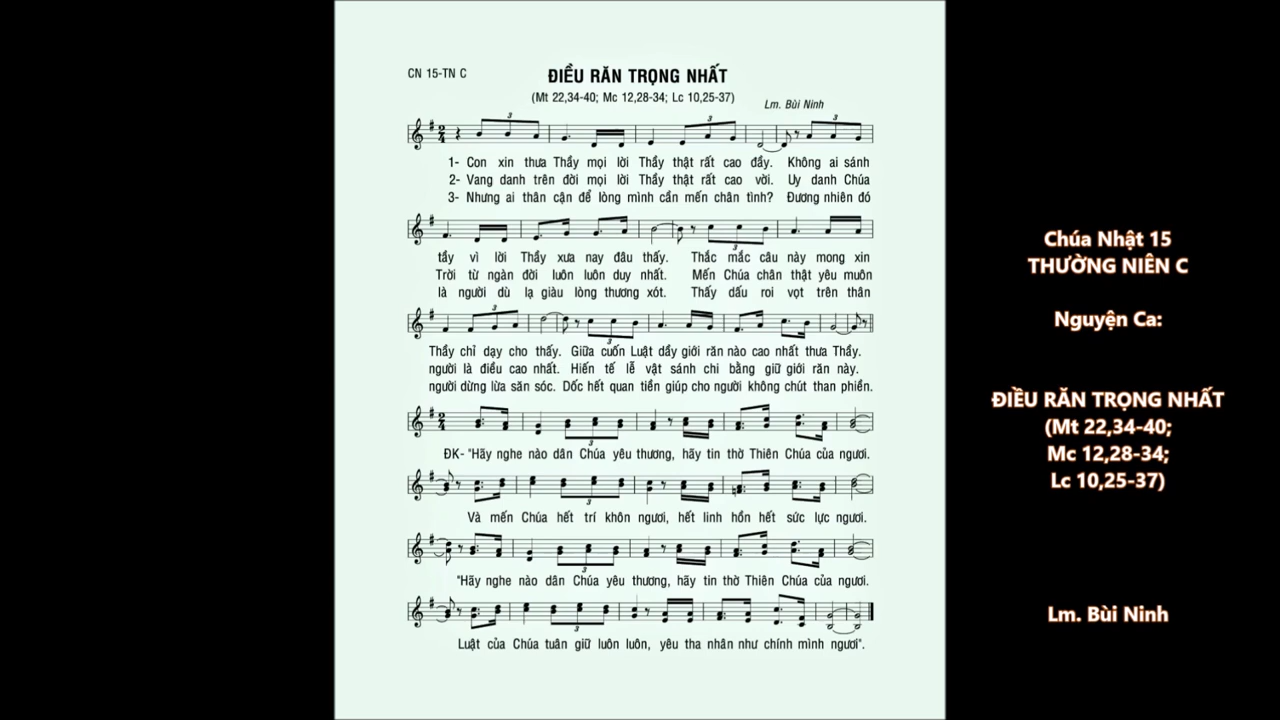 CN 15-TN C
ĐIỀU RĂN TRỌNG NHẤT
(Mt 22,34-40; Mc 12,28-34; Lc 10,25-37)
Lm. Bùi Ninh
1- Con xin thưa Thầy mọi lời Thầy thật rất cao đầy. Không ai sánh
2- Vang danh trên đời mọi lời Thầy thật rất cao vời. Uy danh Chúa
3- Nhưng ai thân cận để lòng mình cần mến chân tình? Đương nhiên đó
tầy vì lời Thầy xưa nay đâu thấy. Thắc mắc câu này mong xin
Trời từ ngàn đời luôn luôn duy nhất. Mến Chúa chân thật yêu muôn
là người dù lạ giàu lòng thương xót. Thấy dấu roi vọt trên thân
Thầy chỉ dạy cho thấy. Giữa cuốn Luật dầy giới răn nào cao nhất thưa Thầy.
người là điều cao nhất. Hiến tế lễ vật sánh chi bằng giữ giới răn này.
người dừng lừa săn sóc. Dốc hết quan tiền giúp cho người không chút than phiền.
ĐK- "Hãy nghe nào dân Chúa yêu thương, hãy tin thờ Thiên Chúa của ngươi.
Và mến Chúa hết trí khôn ngươi, hết linh hồn hết sức lực ngươi.
"Hãy nghe nào dân Chúa yêu thương, hãy tin thờ Thiên Chúa của ngươi.
Luật của Chúa tuân giữ luôn luôn, yêu tha nhân như chính mình ngươi".
Chúa Nhật 15
THƯỜNG NIÊN C
Nguyện Ca:
ĐIỀU RĂN TRỌNG NHẤT
(Mt 22,34-40;
Mc 12,28-34;
Lc 10,25-37)
Lm. Bùi Ninh